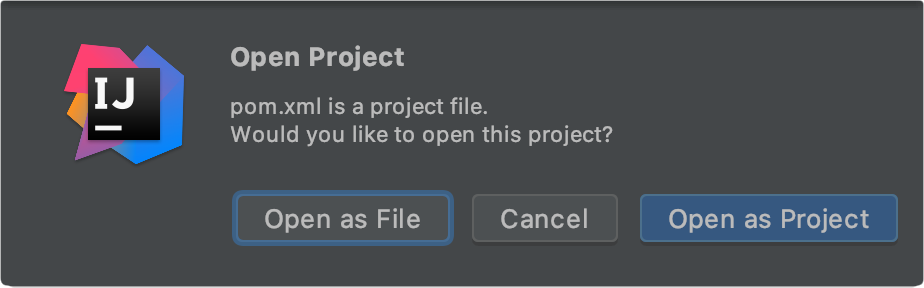 IJ
Open Project
pom.xml is a project file.
Would you like to open this project?
Open as File
Cancel
Open as Project